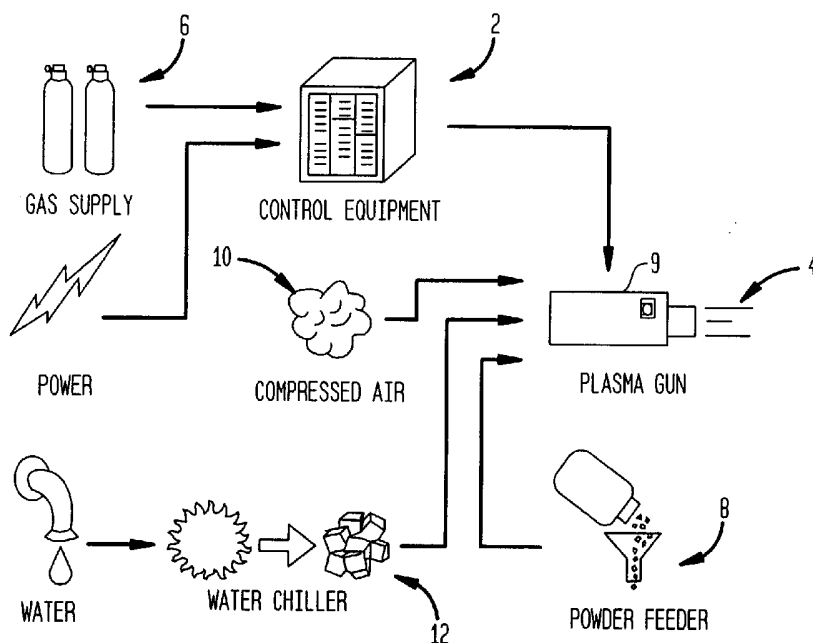 6
2
GAS SUPPLY
CONTROL EQUIPMENT
10
9
4
POWER
COMPRESSED AIR
PLASMA GUN
8
WATER
WATER CHILLER
12
POWDER FEEDER